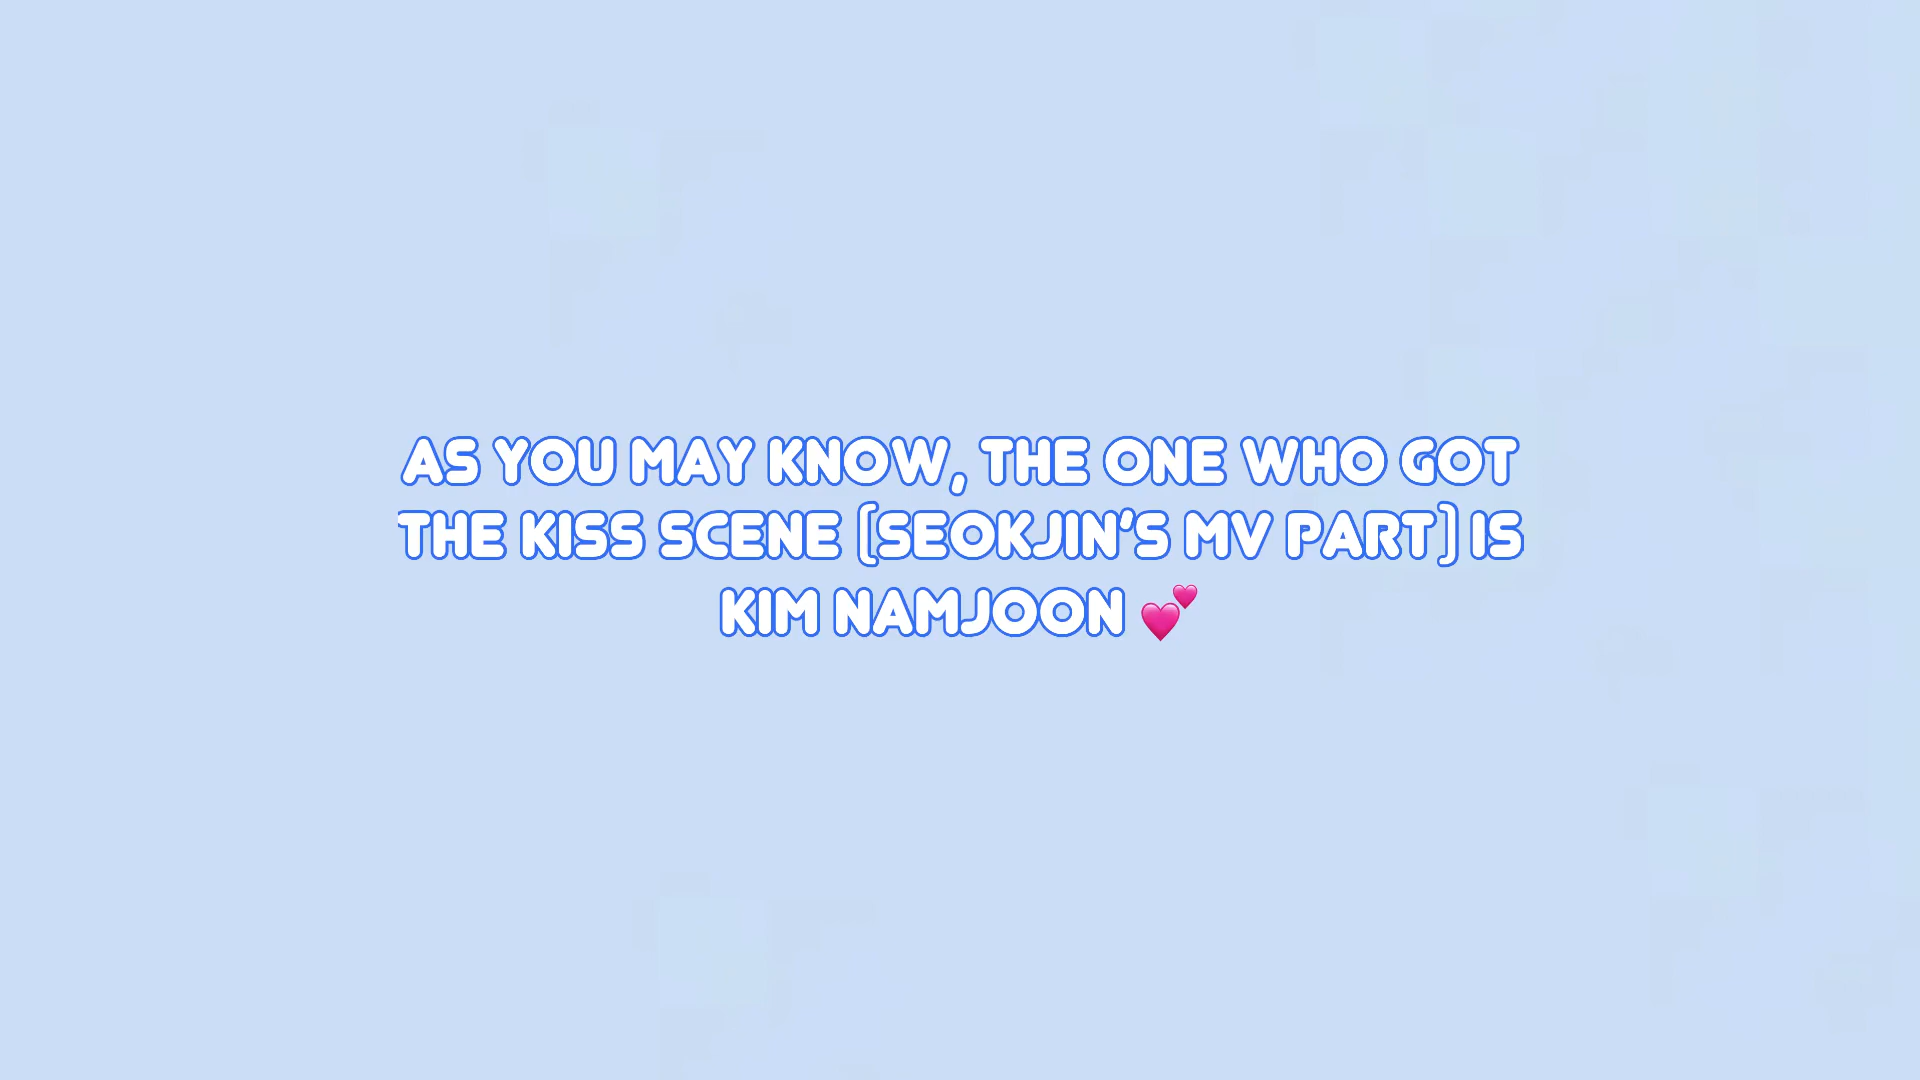 AS YOU MAY KNOW, THE ONE WHO GOT
THE KISS SCENE (SEOKJIN'S MV PART) IS
KIM NAMJOON 💕